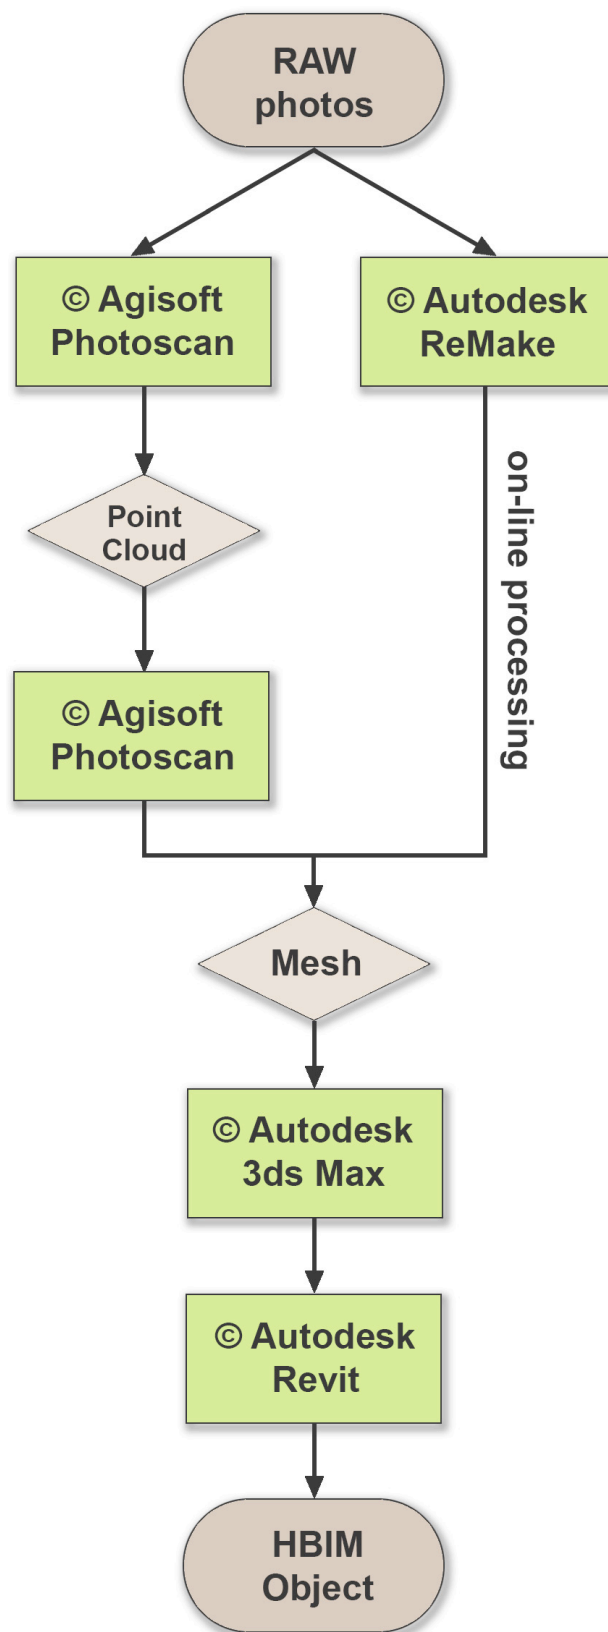 RAW
photos
© Agisoft
Photoscan
© Autodesk
ReMake
Point
Cloud
on-line processing
© Agisoft
Photoscan
Mesh
© Autodesk
3ds Max
© Autodesk
Revit
HBIM
Object